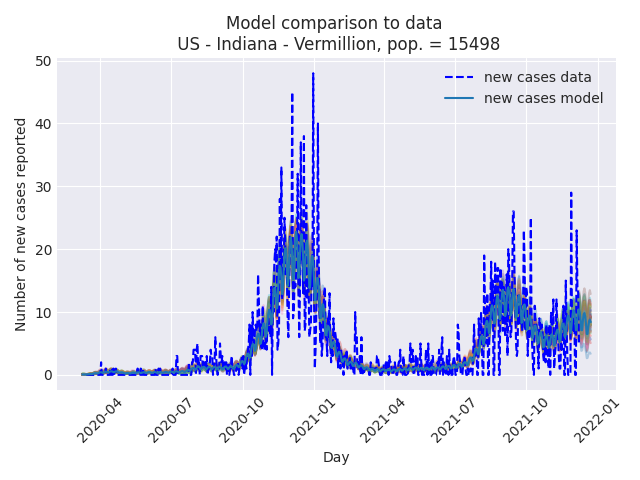 Model comparison to data
US - Indiana - Vermillion, pop. = 15498
50
40
30
20
10
0
Number of new cases reported
new cases data
new cases model
2020-04
2020-07
2020-10
2021-01
2021-04
2021-07
2021-10
2022-01
Day